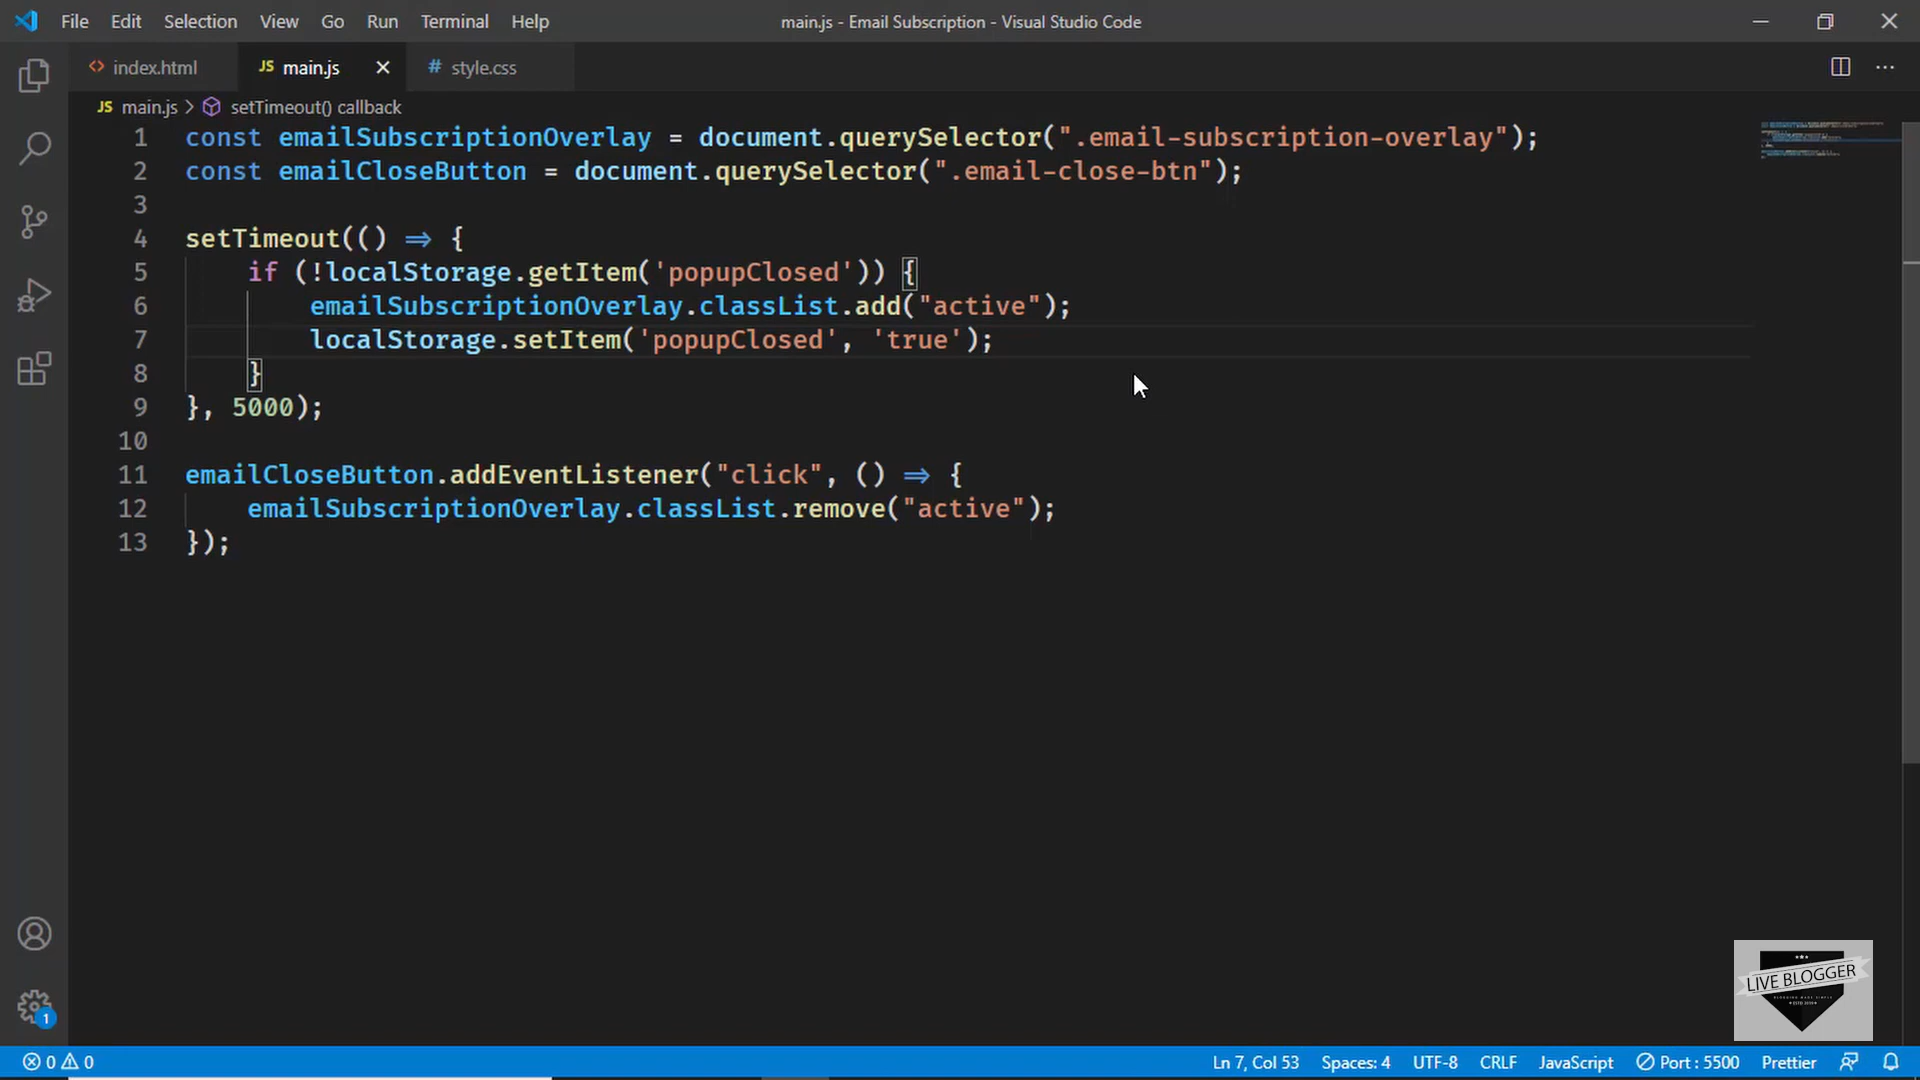 File Edit Selection View Go Run Terminal Help main.js - Email Subscription - Visual Studio Code
<> index.html JS main.js # style.css
JS main.js > setTimeout() callback
1 const emailSubscriptionOverlay = document.querySelector(".email-subscription-overlay");
2 const emailCloseButton = document.querySelector(".email-close-btn");
3
4 setTimeout(() => {
5 if (!localStorage.getItem('popupClosed')) {
6 emailSubscriptionOverlay.classList.add("active");
7 localStorage.setItem('popupClosed', 'true');
8 }
9 }, 5000);
10
11 emailCloseButton.addEventListener("click", () => {
12 emailSubscriptionOverlay.classList.remove("active");
13 });
LIVE BLOGGER
1
0 0 Ln 7, Col 53 Spaces: 4 UTF-8 CRLF JavaScript Port : 5500 Prettier